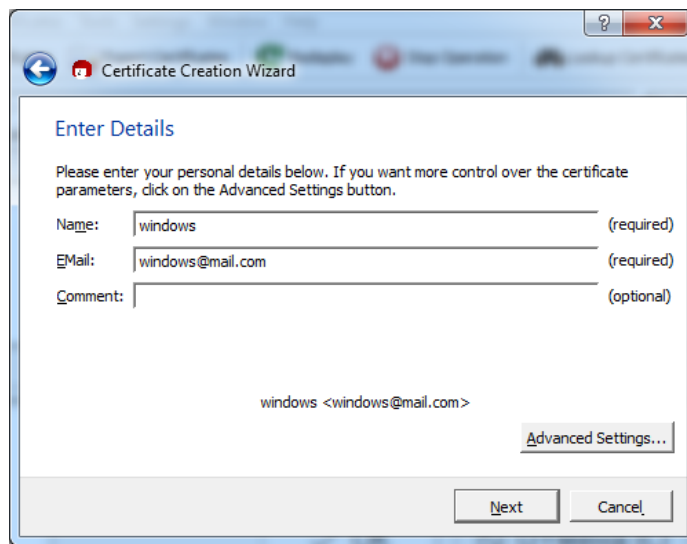 ?
X
Certificate Creation Wizard
Enter Details
Please enter your personal details below. If you want more control over the certificate
parameters, click on the Advanced Settings button.
Name: windows (required)
EMail: windows@mail.com (required)
Comment: (optional)
windows <windows@mail.com>
Advanced Settings...
Next Cancel